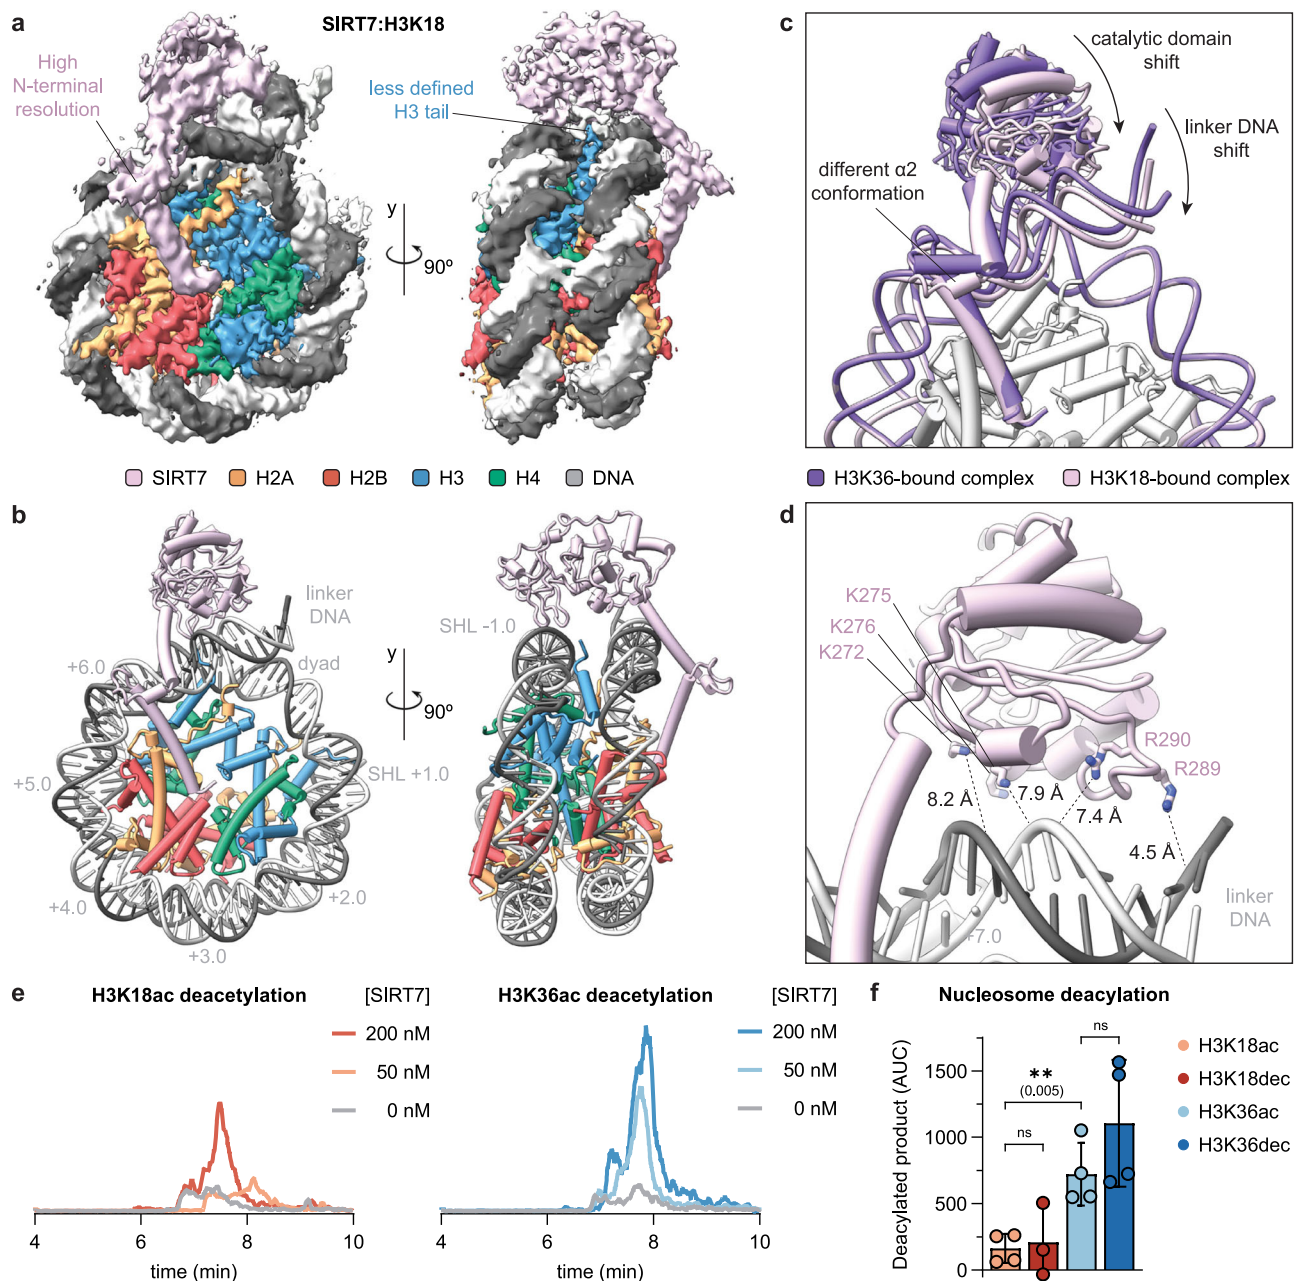 a
SIRT7:H3K18
High
N-terminal
resolution
less defined
H3 tail
y
90º
SIRT7
H2A
H2B
H3
H4
DNA
b
linker
DNA
dyad
+6.0
+5.0
+4.0
+3.0
+2.0
SHL +1.0
SHL -1.0
y
90º
c
catalytic domain
shift
linker DNA
shift
different α2
conformation
H3K36-bound complex
H3K18-bound complex
d
K275
K276
K272
R290
R289
8.2 Å
7.9 Å
7.4 Å
4.5 Å
linker
DNA
+7.0
e
H3K18ac deacetylation
[SIRT7]
200 nM
50 nM
0 nM
4
6
8
10
time (min)
H3K36ac deacetylation
[SIRT7]
200 nM
50 nM
0 nM
4
6
8
10
time (min)
f
Nucleosome deacylation
Deacylated product (AUC)
1500
1000
500
0
ns
**
(0.005)
ns
H3K18ac
H3K18dec
H3K36ac
H3K36dec